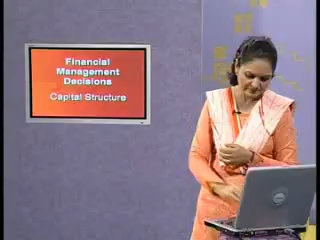 Financial
Management
Decisions
Capital Structure